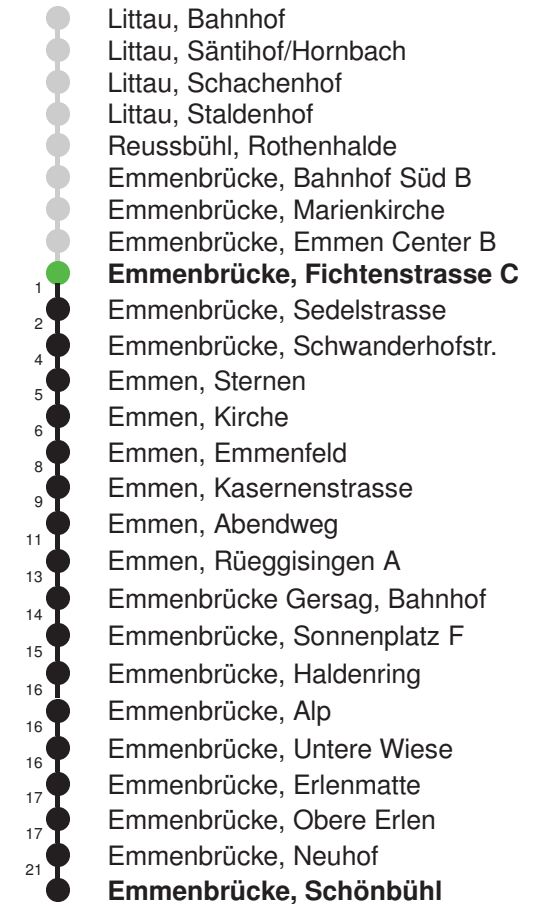 Littau, Bahnhof
Littau, Säntihof/Hornbach
Littau, Schachenhof
Littau, Staldenhof
Reussbühl, Rothenhalde
Emmenbrücke, Bahnhof Süd B
Emmenbrücke, Marienkirche
Emmenbrücke, Emmen Center B
Emmenbrücke, Fichtenstrasse C
1 Emmenbrücke, Sedelstrasse
2 Emmenbrücke, Schwanderhofstr.
4 Emmen, Sternen
5 Emmen, Kirche
6 Emmen, Emmenfeld
8 Emmen, Kasernenstrasse
9 Emmen, Abendweg
11 Emmen, Rüeggisingen A
13 Emmenbrücke Gersag, Bahnhof
14 Emmenbrücke, Sonnenplatz F
15 Emmenbrücke, Haldenring
16 Emmenbrücke, Alp
16 Emmenbrücke, Untere Wiese
16 Emmenbrücke, Erlenmatte
17 Emmenbrücke, Obere Erlen
17 Emmenbrücke, Neuhof
21 Emmenbrücke, Schönbühl